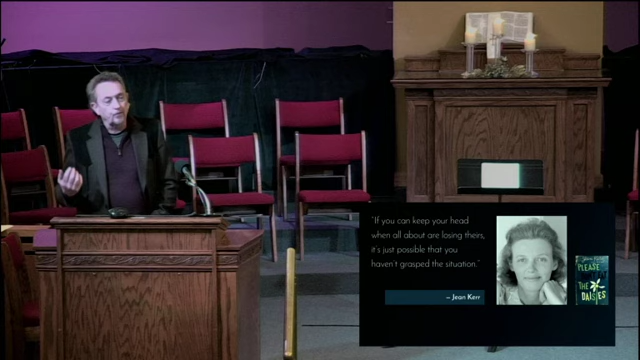 "If you can keep your head
when all about are losing theirs,
it's just possible that you
haven't grasped the situation."
– Jean Kerr
PLEASE
THE
DAISIES